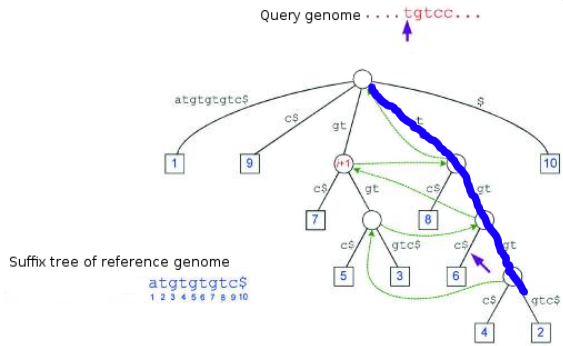 Query genome ....tgtcc...
atgtgtgtc$
c$
gt
t
$
1
9
i+1
10
c$
gt
c$
gt
7
8
c$
gtc$
c$
gt
5
3
6
Suffix tree of reference genome
atgtgtgtc$
1 2 3 4 5 6 7 8 9 10
c$
gtc$
4
2